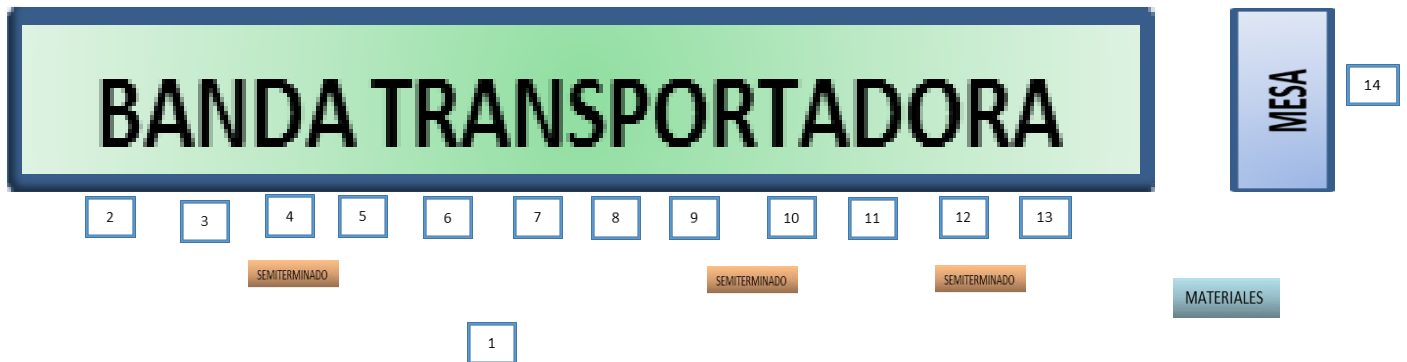 BANDA TRANSPORTADORA
MESA
14
2
3
4
5
6
7
8
9
10
11
12
13
SEMITERMINADO
SEMITERMINADO
SEMITERMINADO
MATERIALES
1